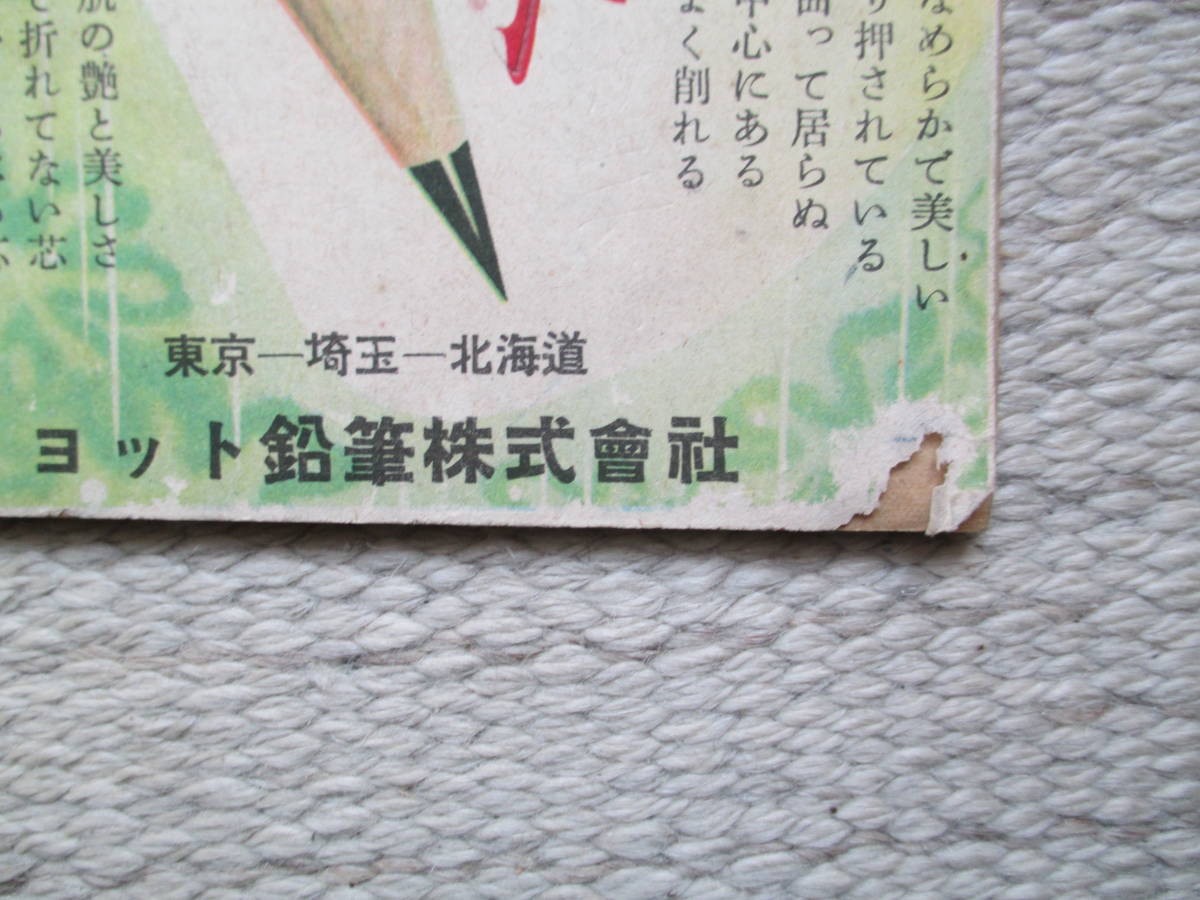 なめらかで美しい
り押されている
曲って居らぬ
中心にある
よく削れる
肌の艶と美しさ
で折れてない芯
東京—埼玉—北海道
ヨット鉛筆株式會社